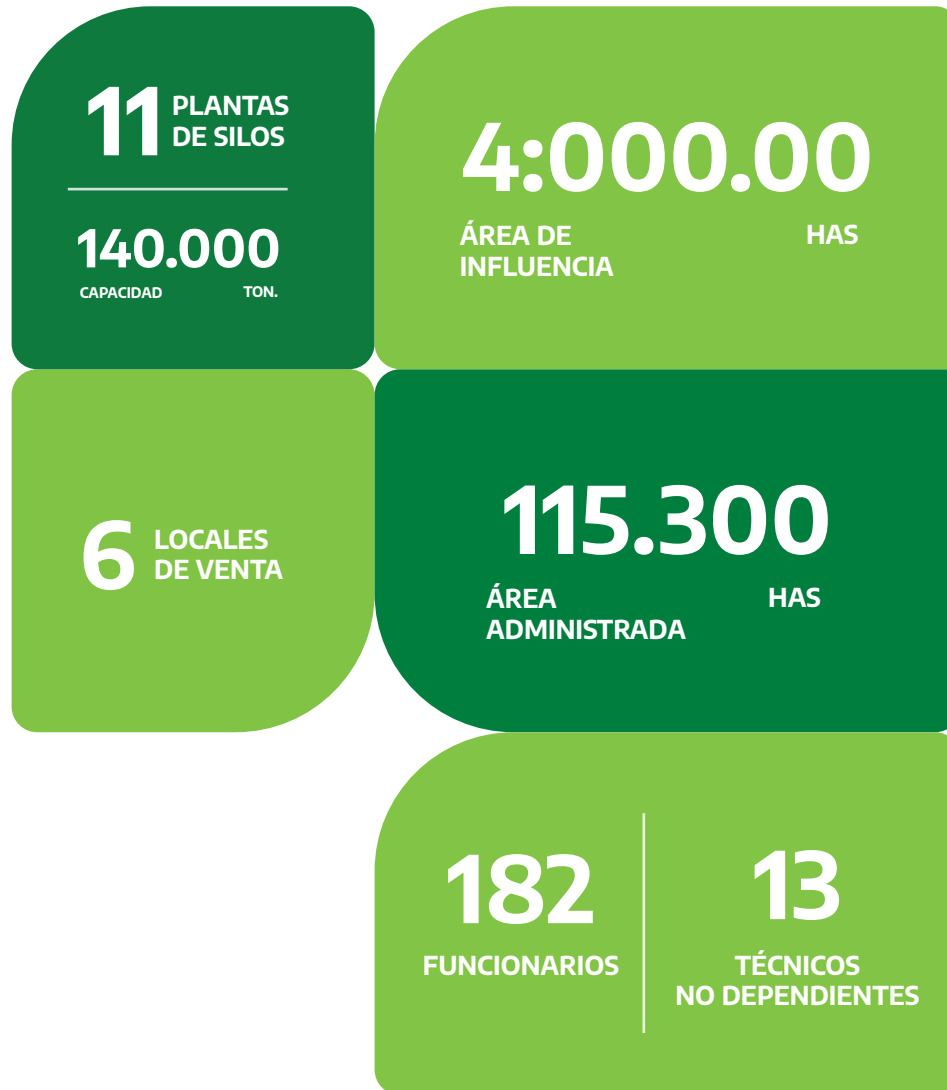 11 PLANTAS
DE SILOS
140.000
CAPACIDAD TON.
4:000.00
ÁREA DE HAS
INFLUENCIA
6 LOCALES
DE VENTA
115.300
ÁREA HAS
ADMINISTRADA
182
FUNCIONARIOS
13
TÉCNICOS
NO DEPENDIENTES